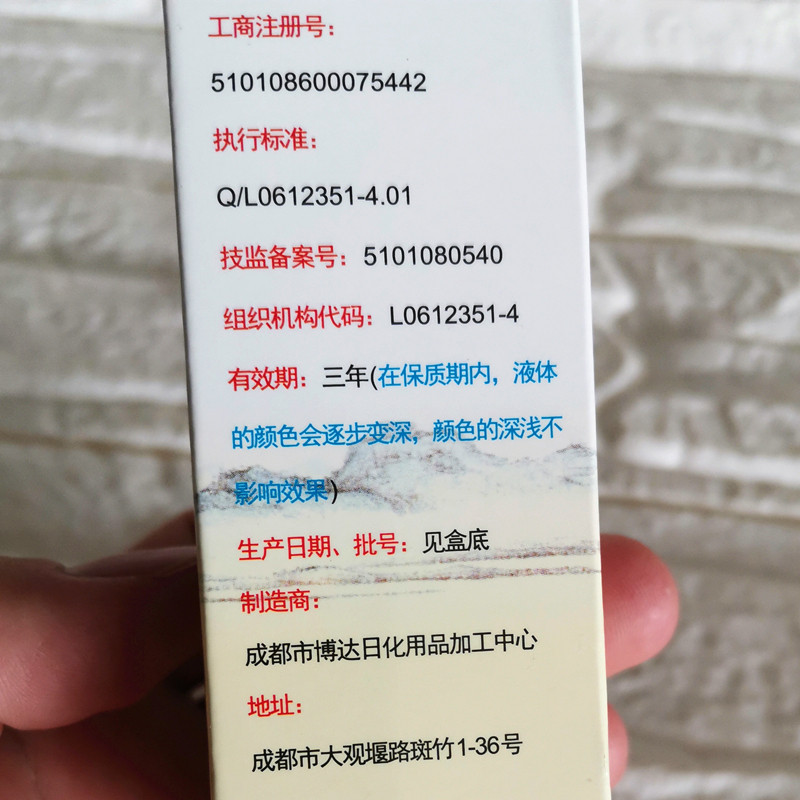 工商注册号：
510108600075442
执行标准：
Q/L0612351-4.01
技监备案号：5101080540
组织机构代码：L0612351-4
有效期：三年(在保质期内，液体
的颜色会逐步变深，颜色的深浅不
影响效果)
生产日期、批号：见盒底
制造商：
成都市博达日化用品加工中心
地址：
成都市大观堰路斑竹1-36号